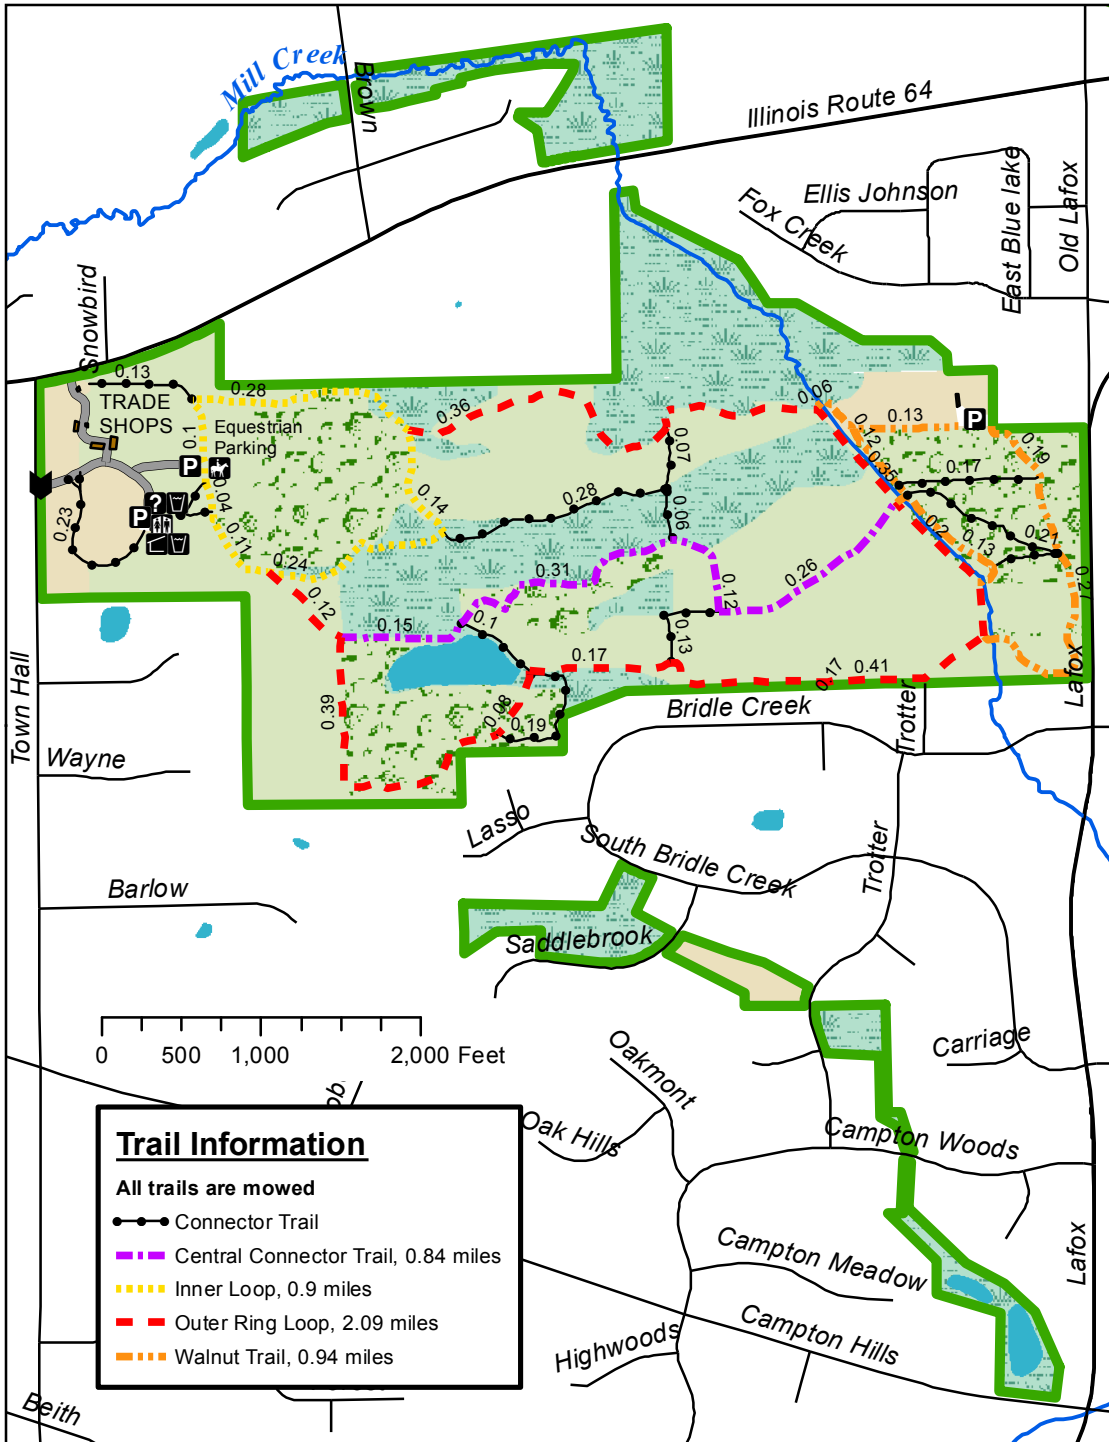 Mill Creek
Brown
Illinois Route 64
Ellis Johnson
Fox Creek
East Blue lake
Old Lafox
Snowbird
0.13
TRADE
SHOPS
0.28
0.1
Equestrian
Parking
P
0.04
?
P
0.23
0.11
0.24
0.14
0.36
0.28
0.07
0.06
0.06
0.13
P
0.12
0.35
0.19
0.17
0.2
0.13
0.21
0.21
0.12
0.15
0.31
0.12
0.26
0.1
0.13
0.17
0.17
0.41
0.39
0.08
0.19
Town Hall
Wayne
Barlow
Bridle Creek
Trotter
Lafox
Lasso
South Bridle Creek
Trotter
Saddlebrook
0
500
1,000
2,000 Feet
Oakmont
Oak Hills
Carriage
Campton Woods
Campton Meadow
Lafox
Campton Hills
Highwoods
Beith
Trail Information
All trails are mowed
Connector Trail
Central Connector Trail, 0.84 miles
Inner Loop, 0.9 miles
Outer Ring Loop, 2.09 miles
Walnut Trail, 0.94 miles